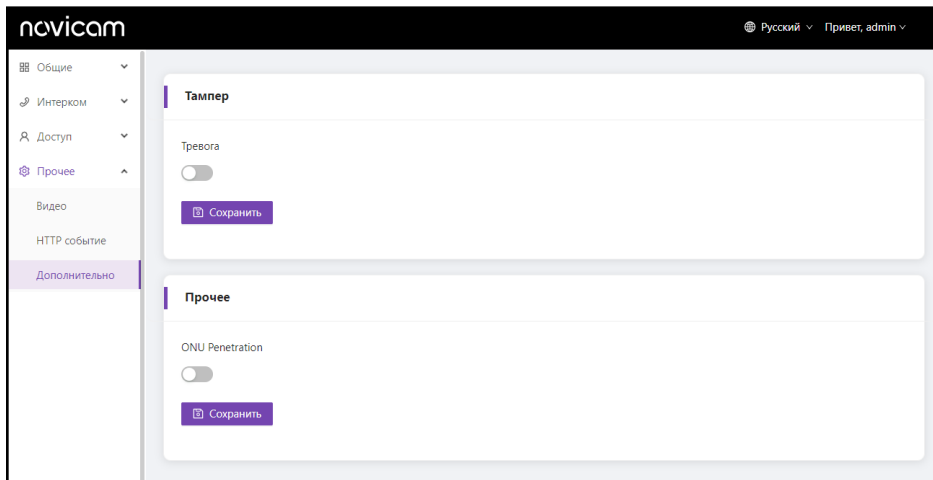 novicam
Русский Привет, admin
Общие
Интерком
Доступ
Прочее
Видео
HTTP событие
Дополнительно
Тампер
Тревога
Сохранить
Прочее
ONU Penetration
Сохранить